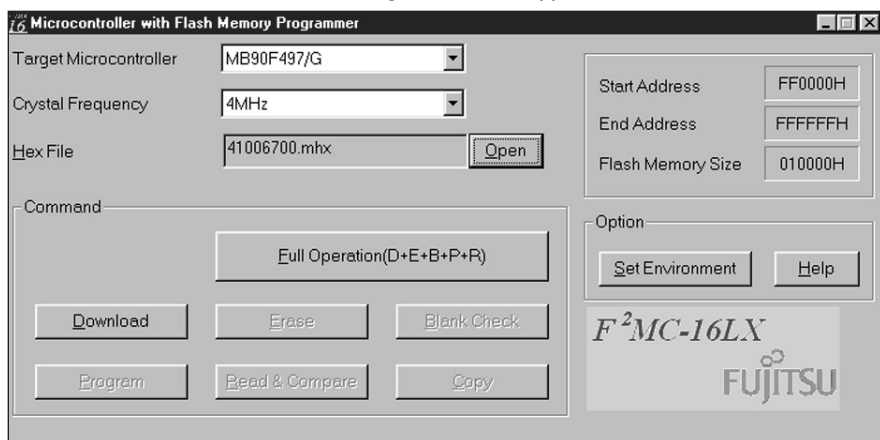 16 Microcontroller with Flash Memory Programmer
Target Microcontroller MB90F497/G
Crystal Frequency 4MHz
Hex File 41006700.mhx Open
Start Address FF0000H
End Address FFFFFFH
Flash Memory Size 010000H
Command
Full Operation(D+E+B+P+R)
Download Erase Blank Check
Program Read & Compare Copy
Option
Set Environment Help
F²MC-16LX
FUJITSU